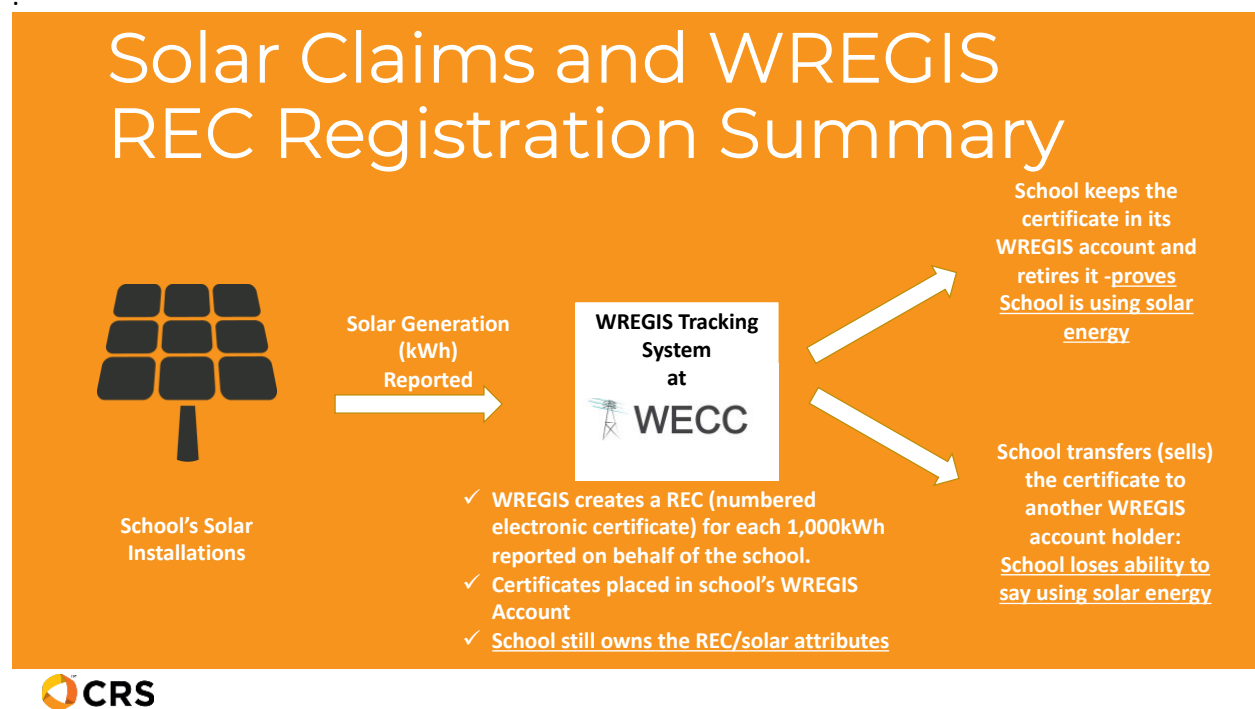 .
Solar Claims and WREGIS
REC Registration Summary
School's Solar
Installations
Solar Generation
(kWh)
Reported
WREGIS Tracking
System
at
WECC
✓ WREGIS creates a REC (numbered
electronic certificate) for each 1,000kWh
reported on behalf of the school.
✓ Certificates placed in school's WREGIS
Account
✓ School still owns the REC/solar attributes
School keeps the
certificate in its
WREGIS account and
retires it -proves
School is using solar
energy
School transfers (sells)
the certificate to
another WREGIS
account holder:
School loses ability to
say using solar energy
CRS